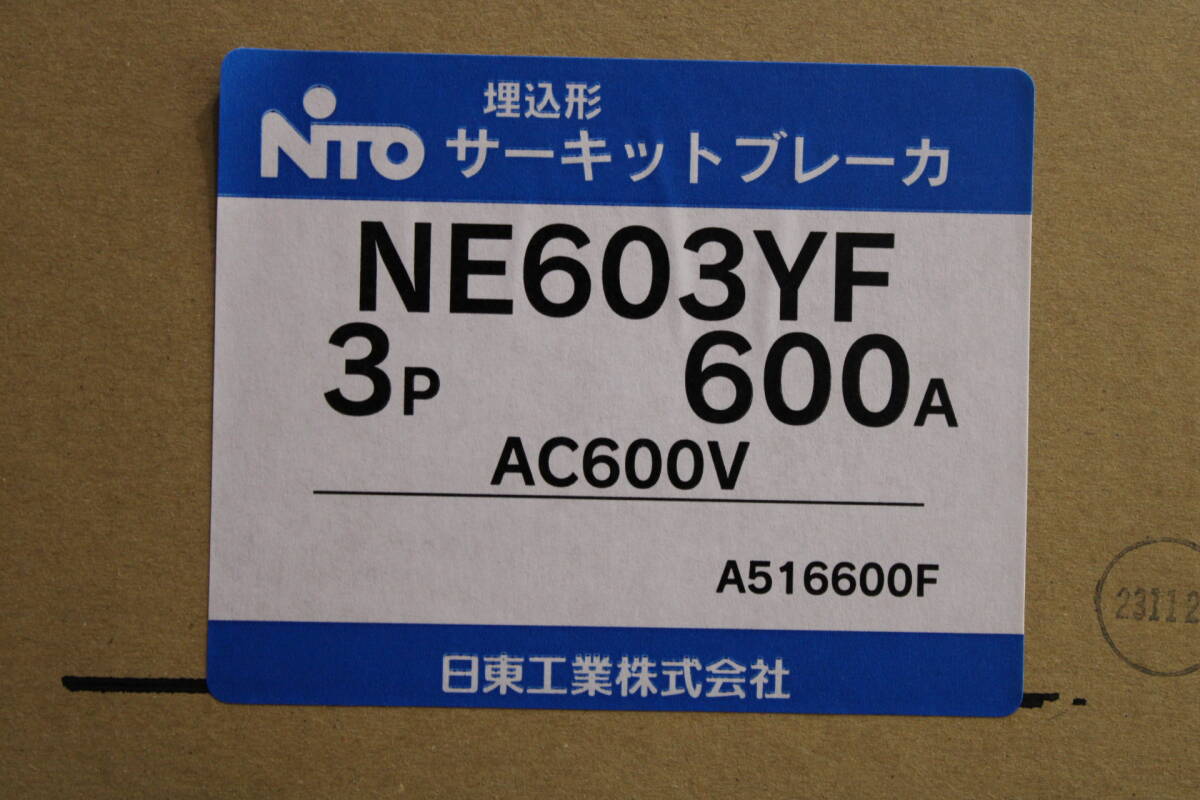 NITO
埋込形
サーキットブレーカ
NE603YF
3P 600A
AC600V
A516600F
日東工業株式会社